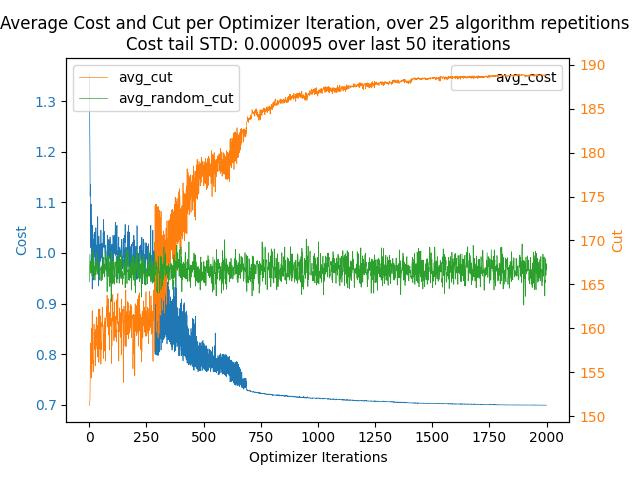 Average Cost and Cut per Optimizer Iteration, over 25 algorithm repetitions
Cost tail STD: 0.000095 over last 50 iterations
avg_cut
avg_random_cut
avg_cost
Cost
1.3
1.2
1.1
1.0
0.9
0.8
0.7
190
185
180
175
170
165
160
155
150
Cut
0 250 500 750 1000 1250 1500 1750 2000
Optimizer Iterations